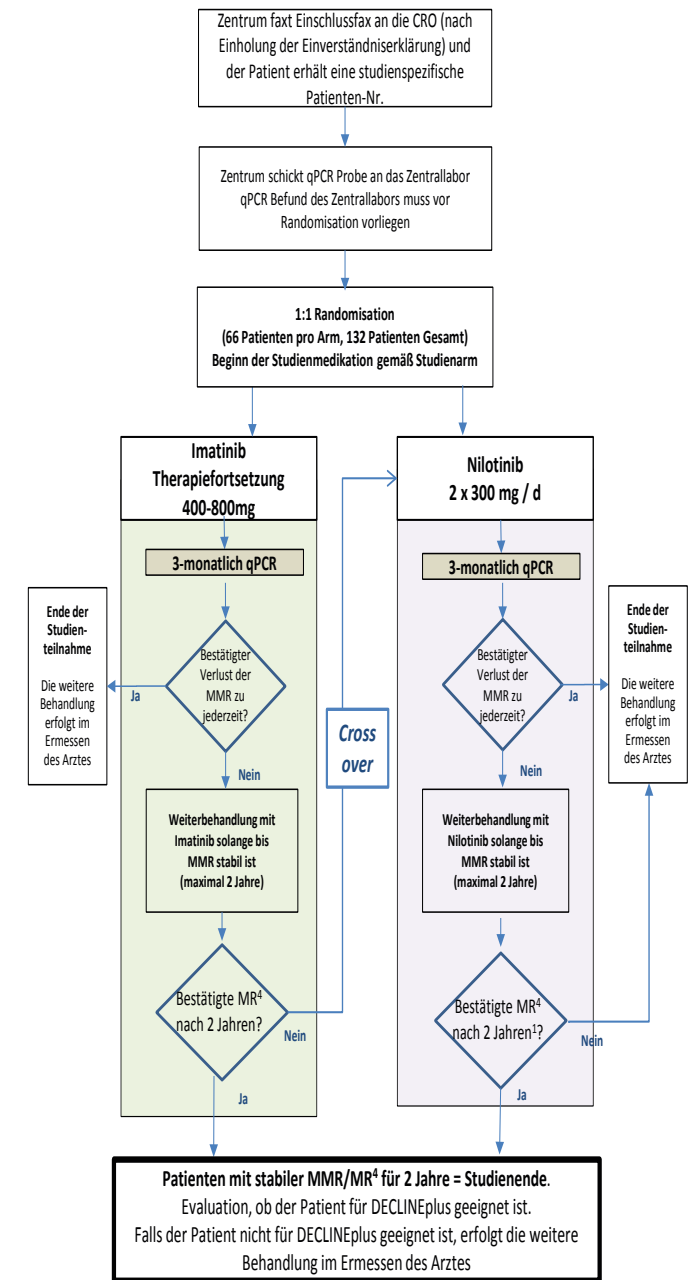 Zentrum faxt Einschlussfax an die CRO (nach
Einholung der Einverständniserklärung) und
der Patient erhält eine studienspezifische
Patienten-Nr.
Zentrum schickt qPCR Probe an das Zentrallabor
qPCR Befund des Zentrallabors muss vor
Randomisation vorliegen
1:1 Randomisation
(66 Patienten pro Arm, 132 Patienten Gesamt)
Beginn der Studienmedikation gemäß Studienarm
Imatinib
Therapiefortsetzung
400-800mg
3-monatlich qPCR
Bestätigter
Verlust der
MMR zu
jederzeit?
Ja
Ende der
Studien-
teilnahme
Die weitere
Behandlung
erfolgt im
Ermessen
des Arztes
Nein
Weiterbehandlung mit
Imatinib solange bis
MMR stabil ist
(maximal 2 Jahre)
Bestätigte MR⁴
nach 2 Jahren?
Nein
Ja
Cross
over
Nilotinib
2 x 300 mg / d
3-monatlich qPCR
Bestätigter
Verlust der
MMR zu
jederzeit?
Ja
Ende der
Studien-
teilnahme
Die weitere
Behandlung
erfolgt im
Ermessen
des Arztes
Nein
Weiterbehandlung mit
Nilotinib solange bis
MMR stabil ist
(maximal 2 Jahre)
Bestätigte MR⁴
nach 2 Jahren¹?
Nein
Ja
Patienten mit stabiler MMR/MR⁴ für 2 Jahre = Studienende.
Evaluation, ob der Patient für DECLINEplus geeignet ist.
Falls der Patient nicht für DECLINEplus geeignet ist, erfolgt die weitere
Behandlung im Ermessen des Arztes